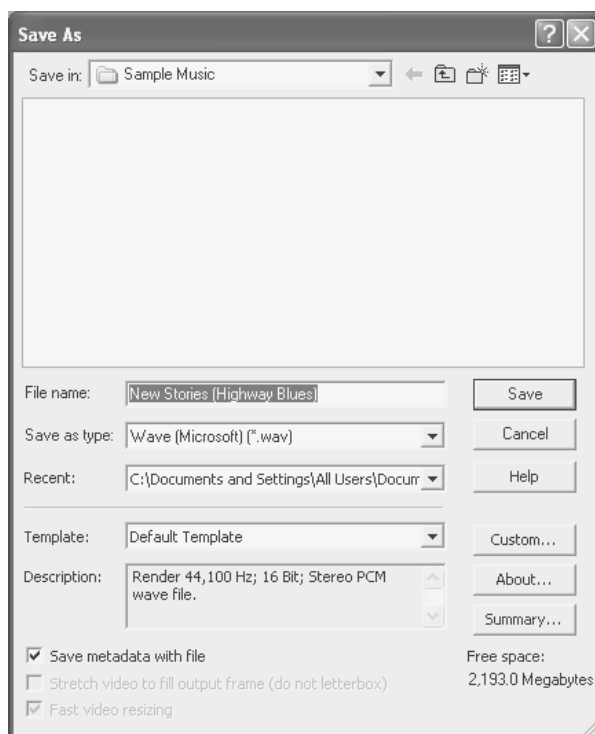 Save As
Save in: Sample Music
File name: New Stories (Highway Blues)
Save
Save as type: Wave (Microsoft) (*.wav)
Cancel
Recent: C:\Documents and Settings\All Users\Docum
Help
Template: Default Template
Custom...
Description: Render 44,100 Hz; 16 Bit; Stereo PCM
wave file.
About...
Summary...
Save metadata with file
Free space:
Stretch video to fill output frame (do not letterbox)
2,193.0 Megabytes
Fast video resizing